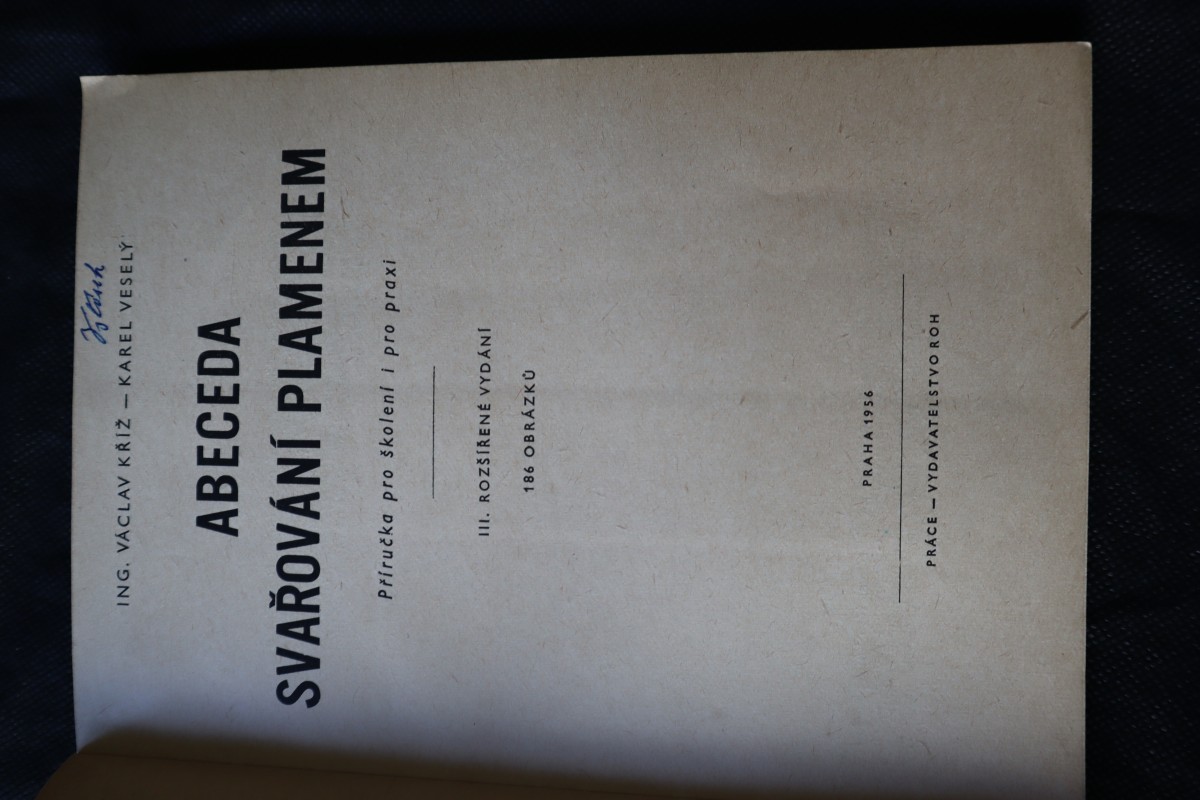 ING. VÁCLAV KŘÍŽ — KAREL VESELÝ
ABECEDA
SVAŘOVÁNÍ PLAMENEM
Příručka pro školení i pro praxi
III. ROZŠÍŘENÉ VYDÁNÍ
186 OBRÁZKŮ
PRAHA 1956
PRÁCE — VYDAVATELSTVO ROH